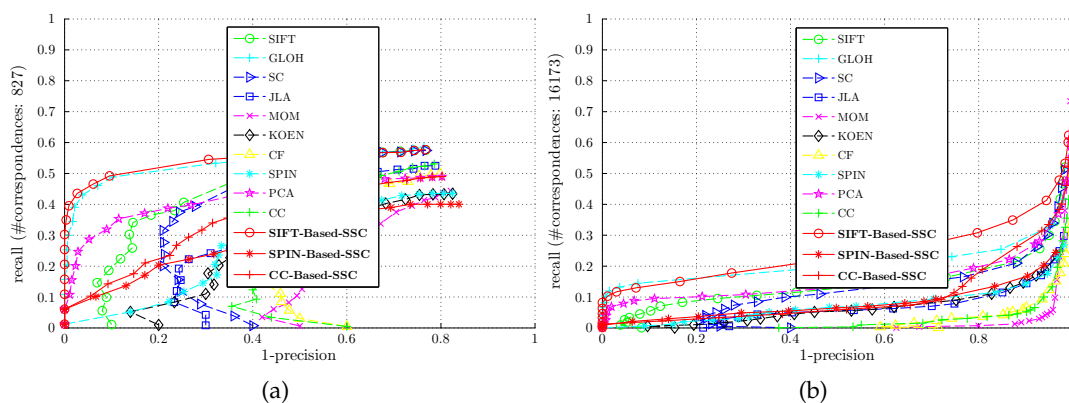 1
0.9
0.8
0.7
0.6
0.5
0.4
0.3
0.2
0.1
0
0
0.2
0.4
0.6
0.8
1
recall (#correspondences: 827)
1-precision
SIFT
GLOH
SC
JLA
MOM
KOEN
CF
SPIN
PCA
CC
SIFT-Based-SSC
SPIN-Based-SSC
CC-Based-SSC
(a)
1
0.9
0.8
0.7
0.6
0.5
0.4
0.3
0.2
0.1
0
0
0.2
0.4
0.6
0.8
recall (#correspondences: 16173)
1-precision
SIFT
GLOH
SC
JLA
MOM
KOEN
CF
SPIN
PCA
CC
SIFT-Based-SSC
SPIN-Based-SSC
CC-Based-SSC
(b)